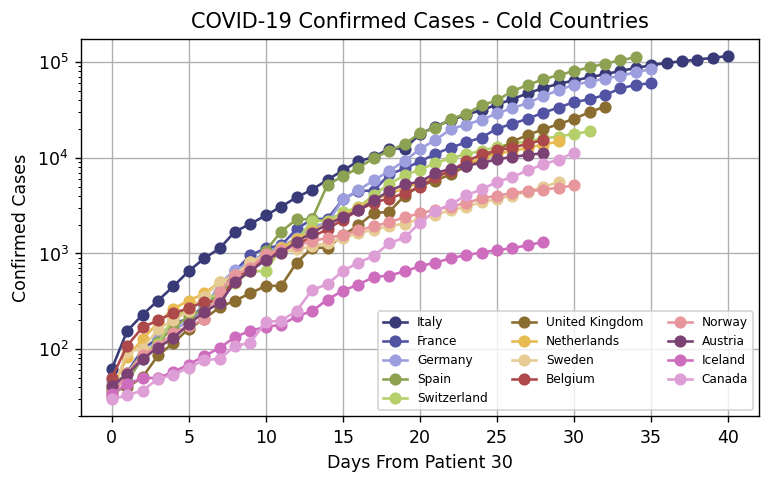 COVID-19 Confirmed Cases - Cold Countries
Confirmed Cases
10^5
10^4
10^3
10^2
Italy
France
Germany
Spain
Switzerland
United Kingdom
Netherlands
Sweden
Belgium
Norway
Austria
Iceland
Canada
0 5 10 15 20 25 30 35 40
Days From Patient 30